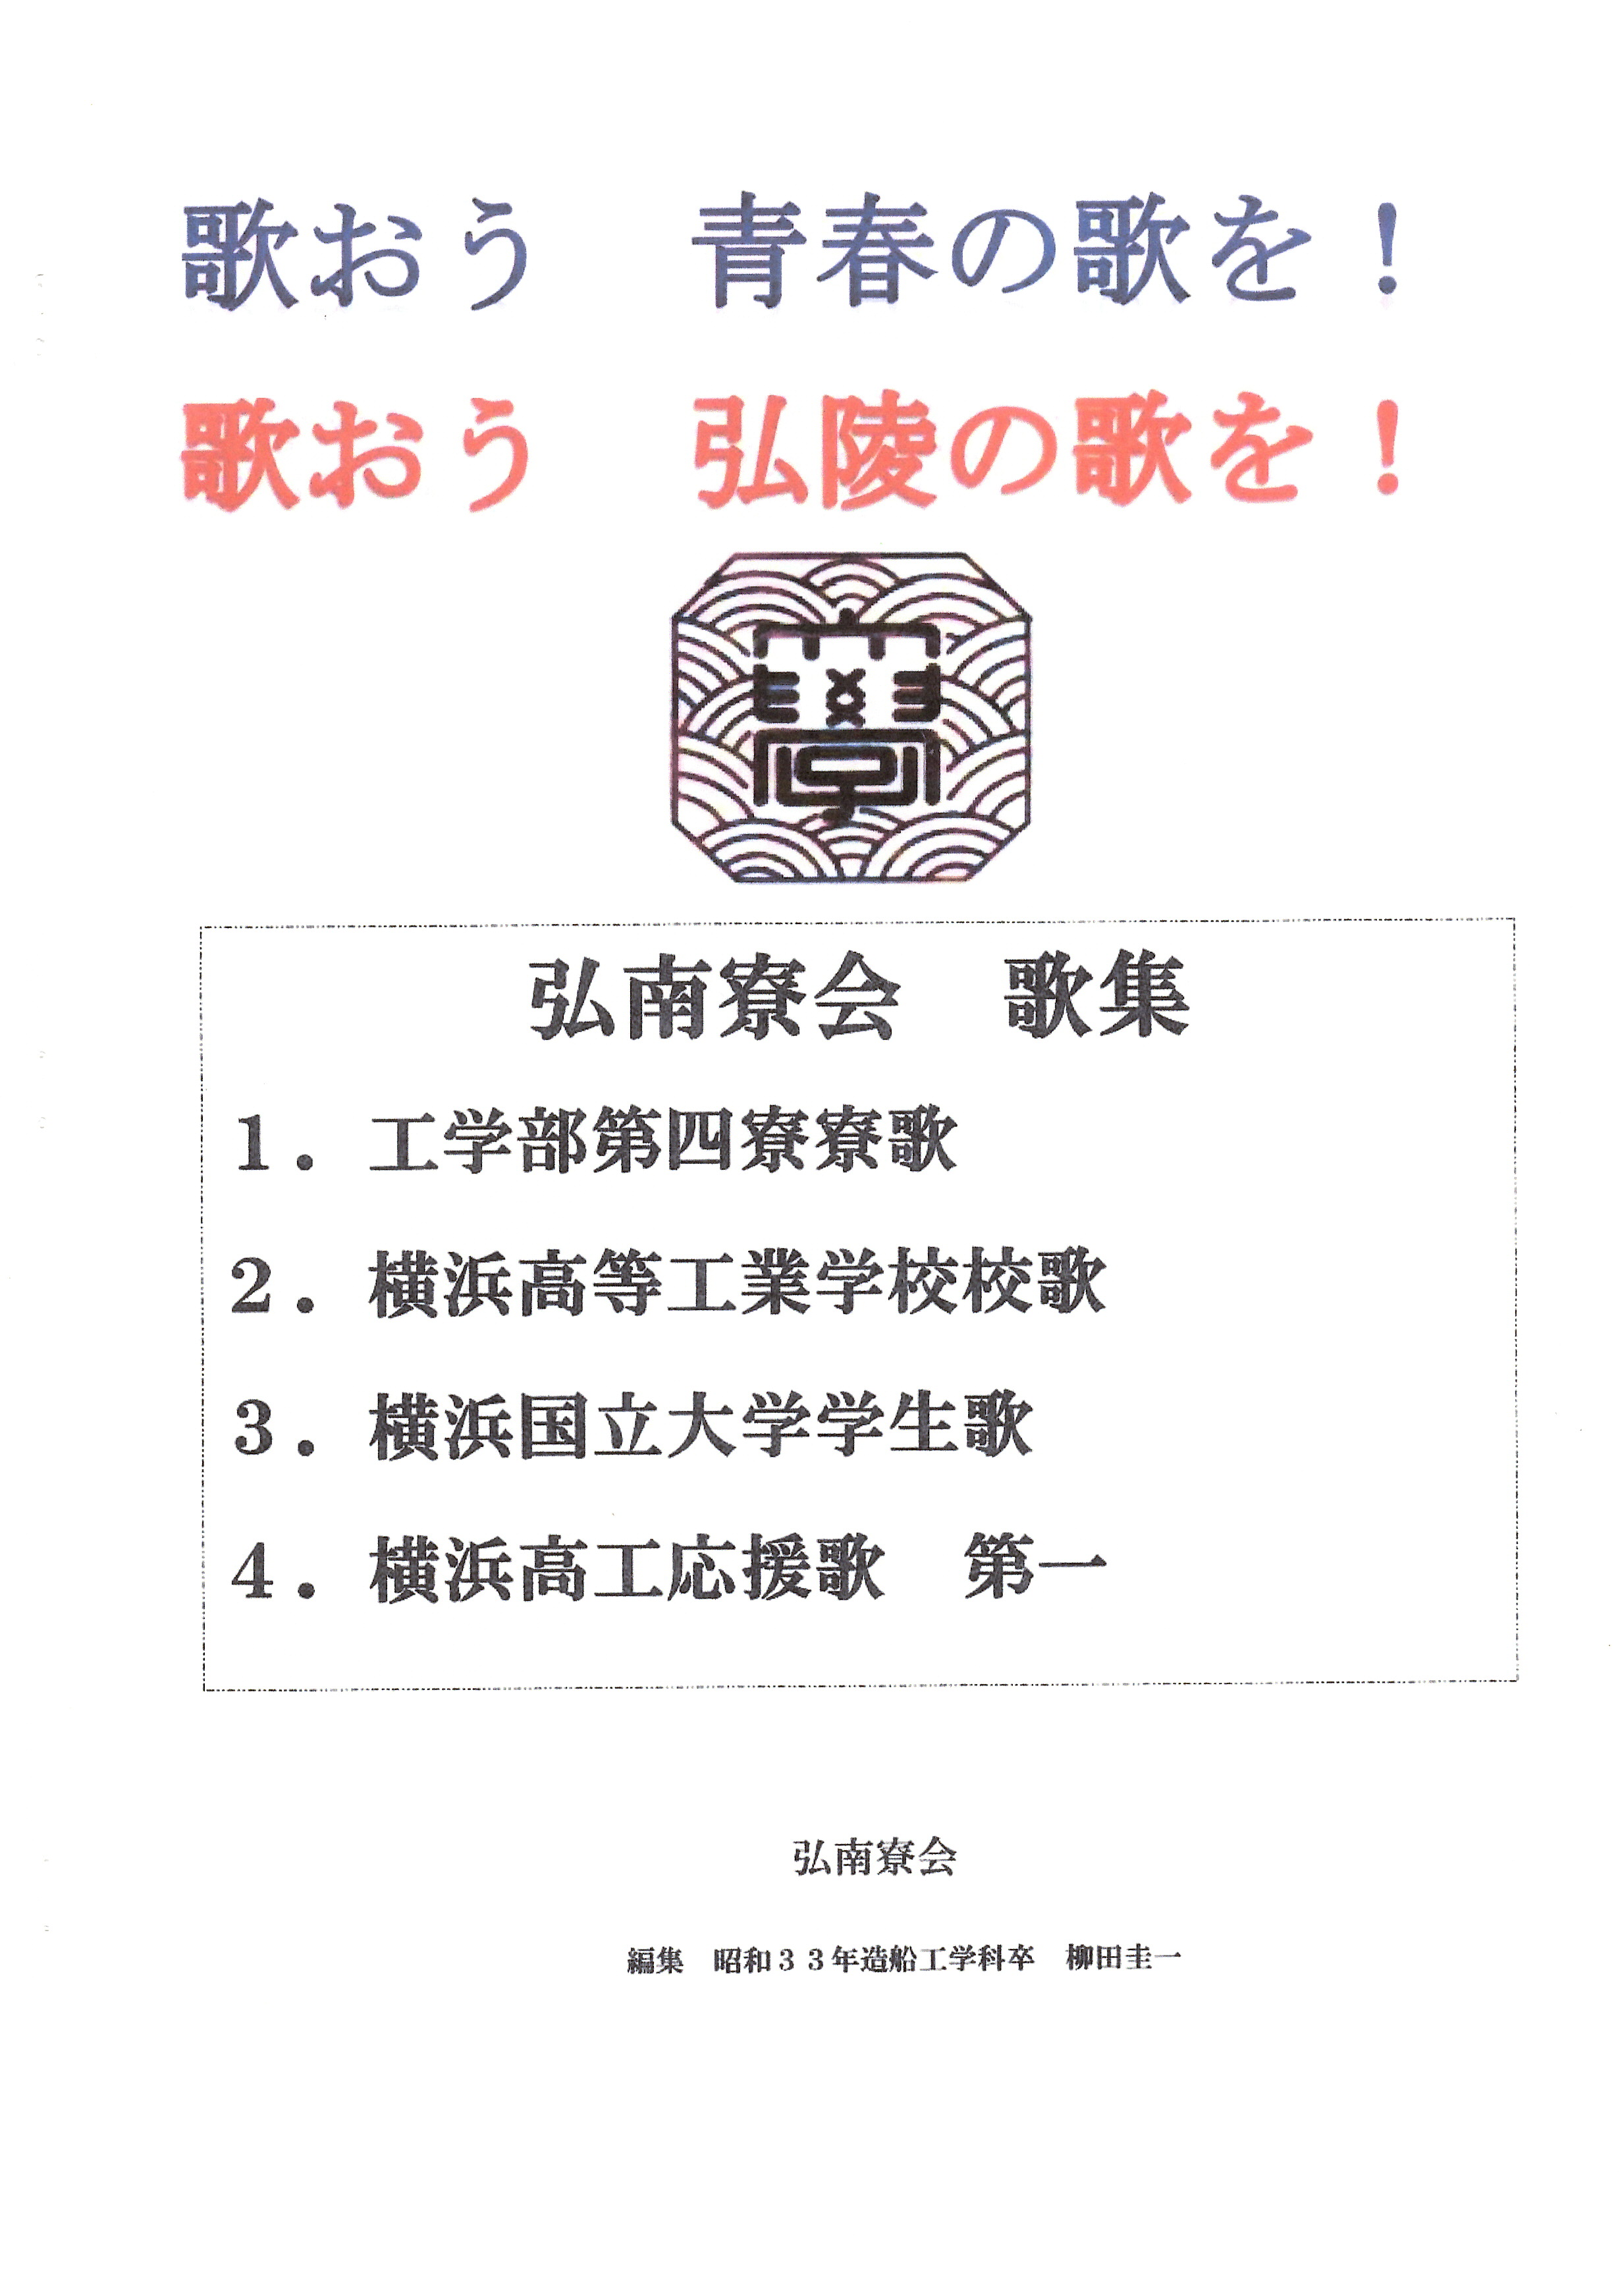 歌おう　青春の歌を！
歌おう　弘陵の歌を！
弘南寮会　歌集
１．工学部第四寮寮歌
２．横浜高等工業学校校歌
３．横浜国立大学学生歌
４．横浜高工応援歌　第一
弘南寮会
編集　昭和３３年造船工学科卒　柳田圭一